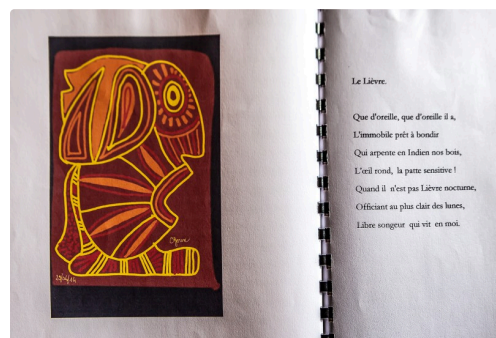 Le Lièvre.
Que d'oreille, que d'oreille il a,
L'immobile prêt à bondir
Qui arpente en Indien nos bois,
L'œil rond, la patte sensitive !
Quand il n'est pas Lièvre nocturne,
Officiant au plus clair des lunes,
Libre songeur qui vit en moi.